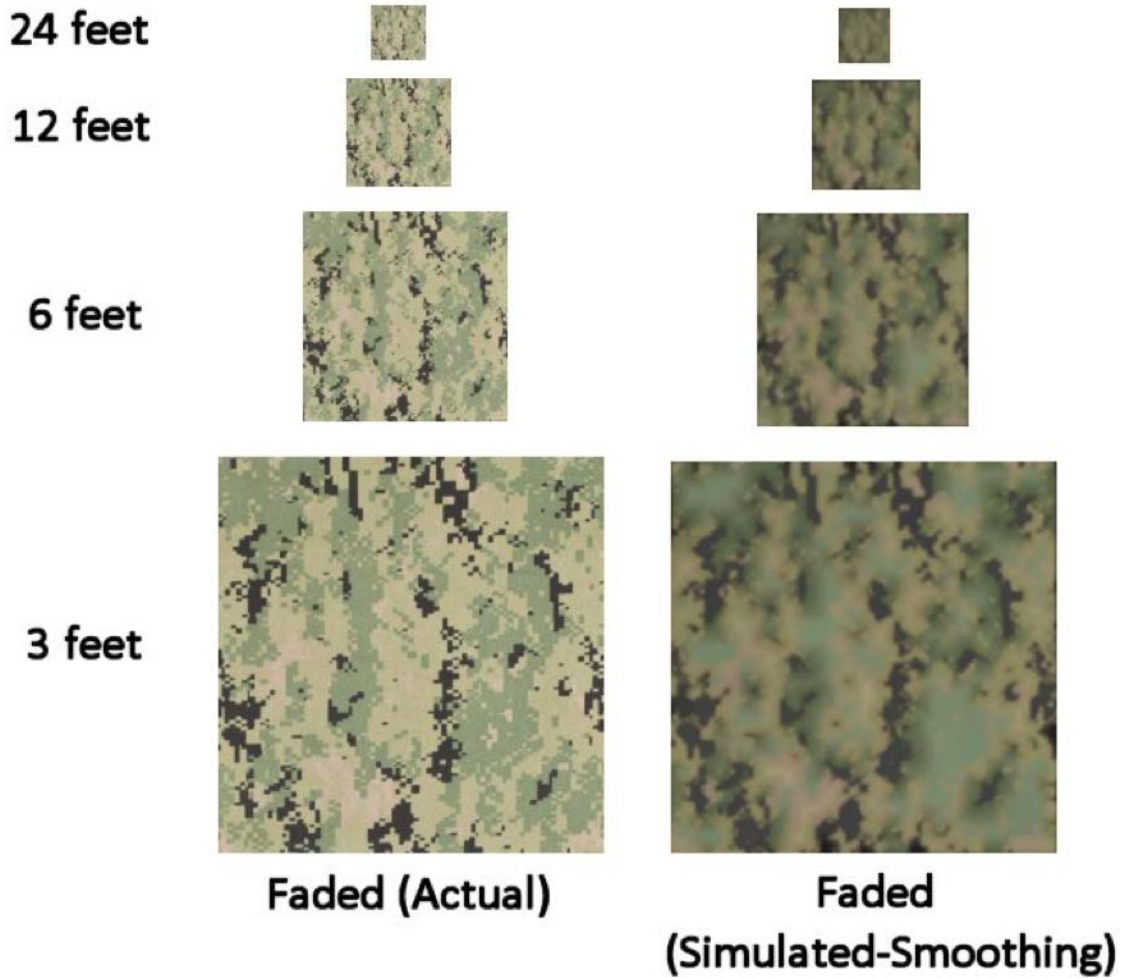 24 feet
12 feet
6 feet
3 feet
Faded (Actual)
Faded
(Simulated-Smoothing)